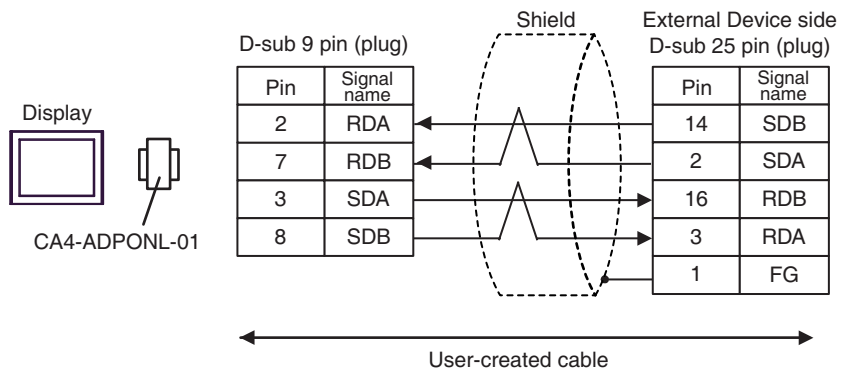 Shield
External Device side
D-sub 9 pin (plug)
D-sub 25 pin (plug)
Pin Signal name
Pin Signal name
Display
2 RDA 14 SDB
7 RDB 2 SDA
3 SDA 16 RDB
8 SDB 3 RDA
1 FG
CA4-ADPONL-01
User-created cable